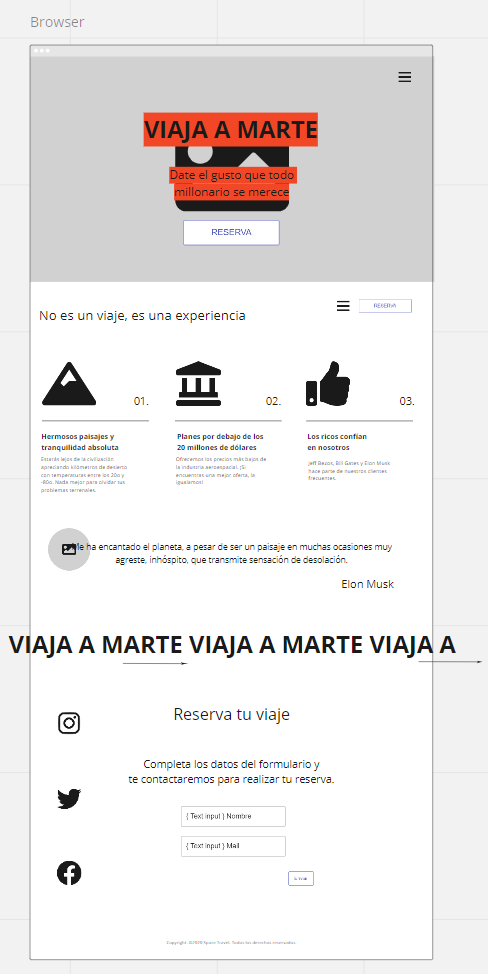 Browser
VIAJA A MARTE
Date el gusto que todo
millonario se merece
RESERVA
No es un viaje, es una experiencia
RESERVA
01.
02.
03.
Hermosos paisajes y
tranquilidad absoluta
Estarás lejos de la civilización
apreciando kilómetros de desierto
con temperaturas entre los 20o y
-80o. Nada mejor para olvidar tus
problemas terrenales.
Planes por debajo de los
20 millones de dólares
Ofrecemos los precios más bajos de
la industria aeroespacial. ¡Si
encuentras una mejor oferta, la
igualamos!
Los ricos confían
en nosotros
Jeff Bezos, Bill Gates y Elon Musk
hace parte de nuestros clientes
frecuentes.
Me ha encantado el planeta, a pesar de ser un paisaje en muchas ocasiones muy
agreste, inhóspito, que transmite sensación de desolación.
Elon Musk
VIAJA A MARTE VIAJA A MARTE VIAJA A
Reserva tu viaje
Completa los datos del formulario y
te contactaremos para realizar tu reserva.
{ Text input } Nombre
{ Text input } Mail
Copyright ©2020 Space Travel. Todos los derechos reservados.